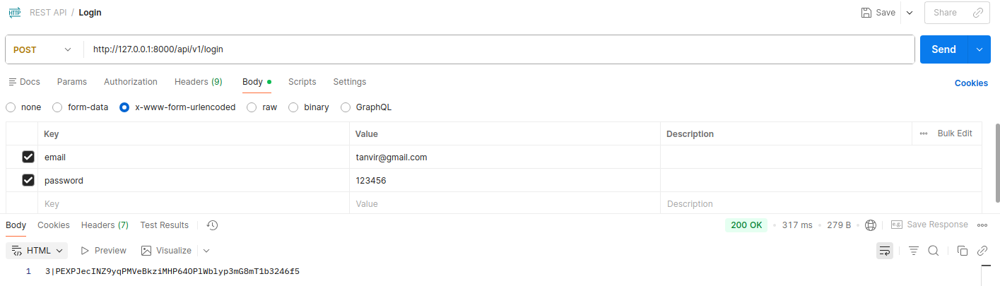 HTTP REST API / Login Save Share
POST http://127.0.0.1:8000/api/v1/login Send
Docs Params Authorization Headers (9) Body Scripts Settings Cookies
none form-data x-www-form-urlencoded raw binary GraphQL
Key Value Description Bulk Edit
email tanvir@gmail.com
password 123456
Key Value Description
Body Cookies Headers (7) Test Results 200 OK 317 ms 279 B e.g. Save Response
HTML Preview Visualize
1 3|PEXPJecINZ9yqPMVeBkziMHP64OPlWblyp3mG8mT1b3246f5